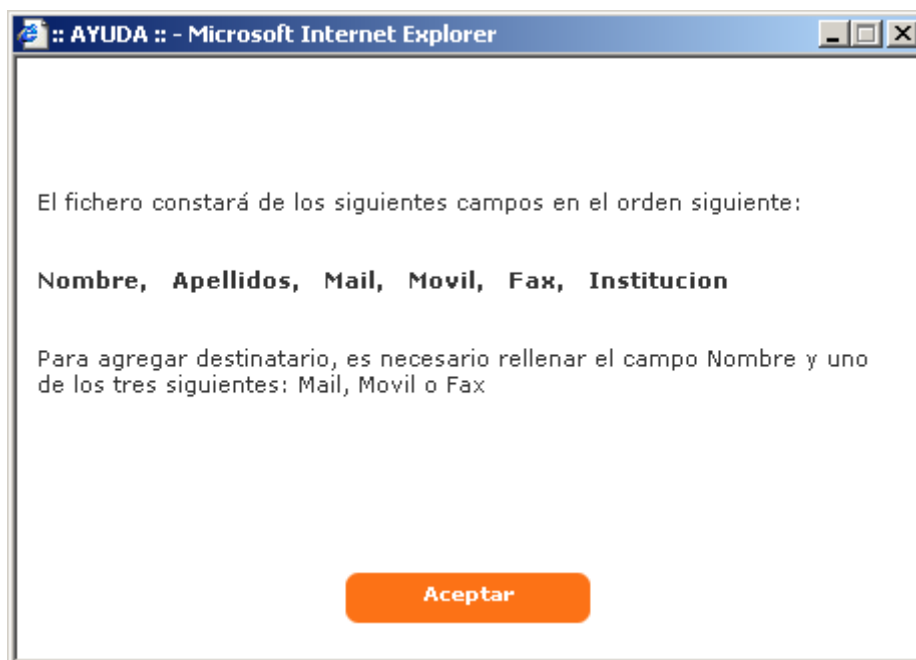 :: AYUDA :: - Microsoft Internet Explorer
El fichero constará de los siguientes campos en el orden siguiente:
Nombre, Apellidos, Mail, Movil, Fax, Institucion
Para agregar destinatario, es necesario rellenar el campo Nombre y uno
de los tres siguientes: Mail, Movil o Fax
Aceptar